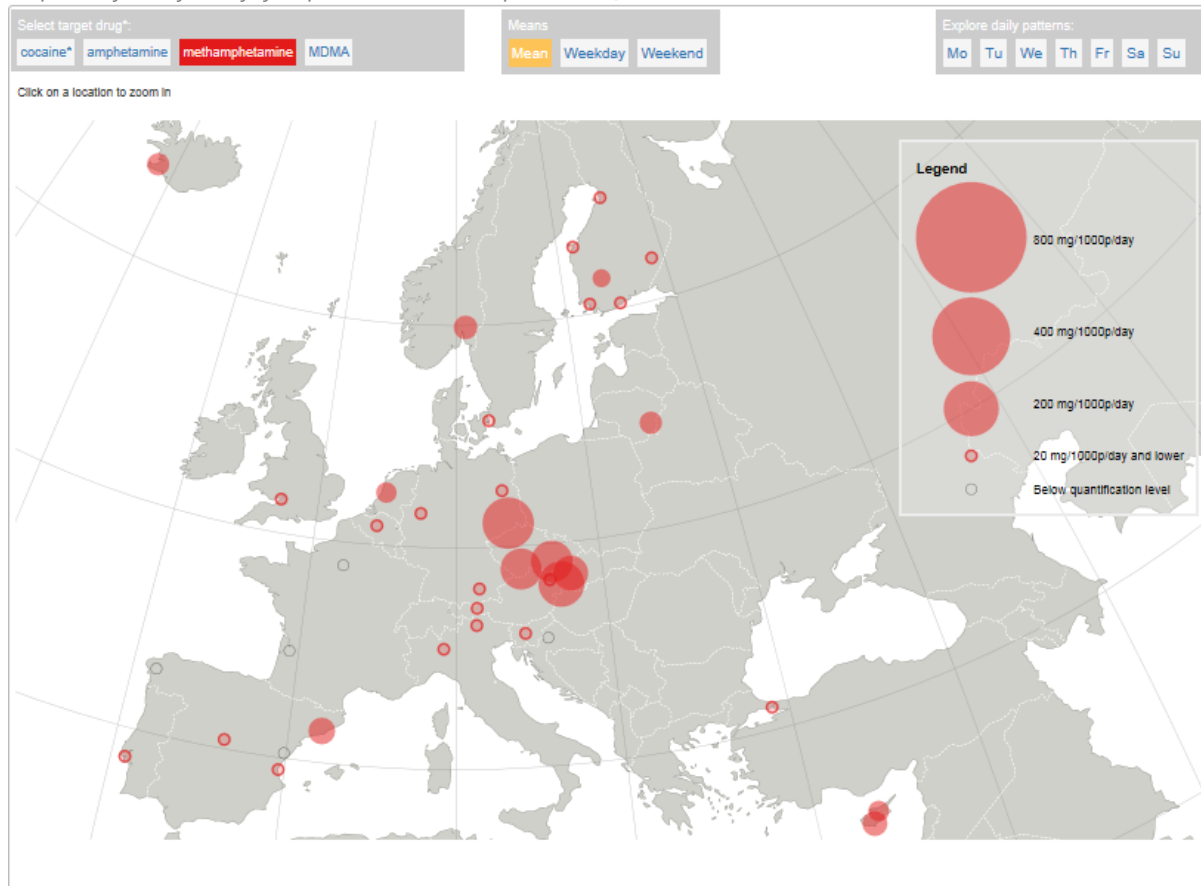 Select target drug*:
cocaine* amphetamine methamphetamine MDMA
Means
Mean Weekday Weekend
Explore daily patterns:
Mo Tu We Th Fr Sa Su
Click on a location to zoom in
Legend
800 mg/1000p/day
400 mg/1000p/day
200 mg/1000p/day
20 mg/1000p/day and lower
Below quantification level